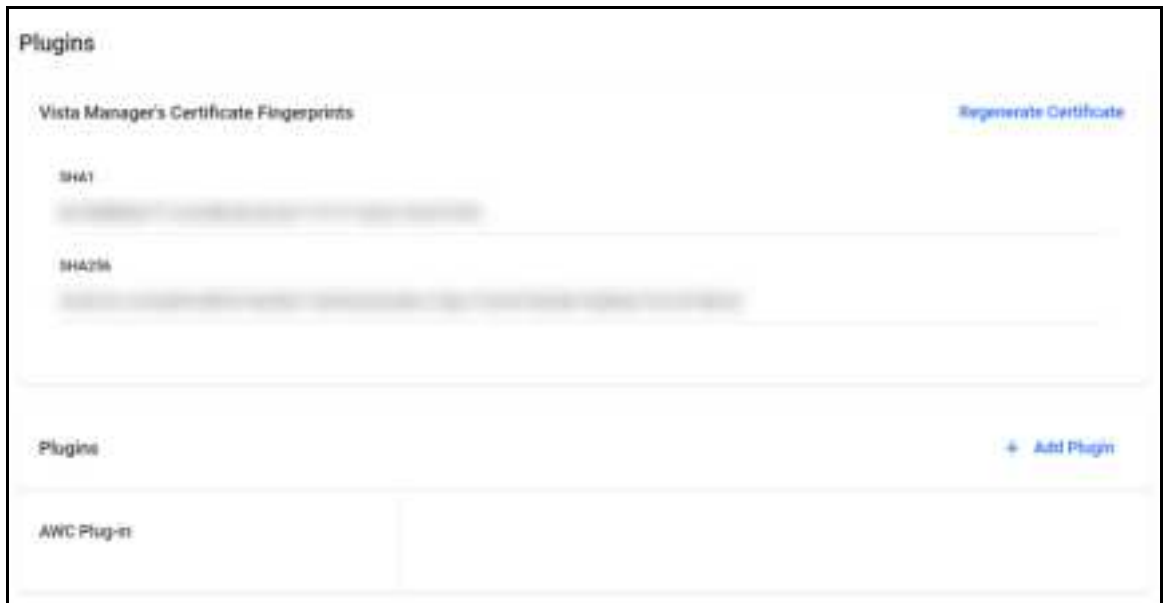 Plugins
Vista Manager's Certificate Fingerprints
Regenerate Certificate
SHA1
SHA256
Plugins
+ Add Plugin
AWC Plug-in